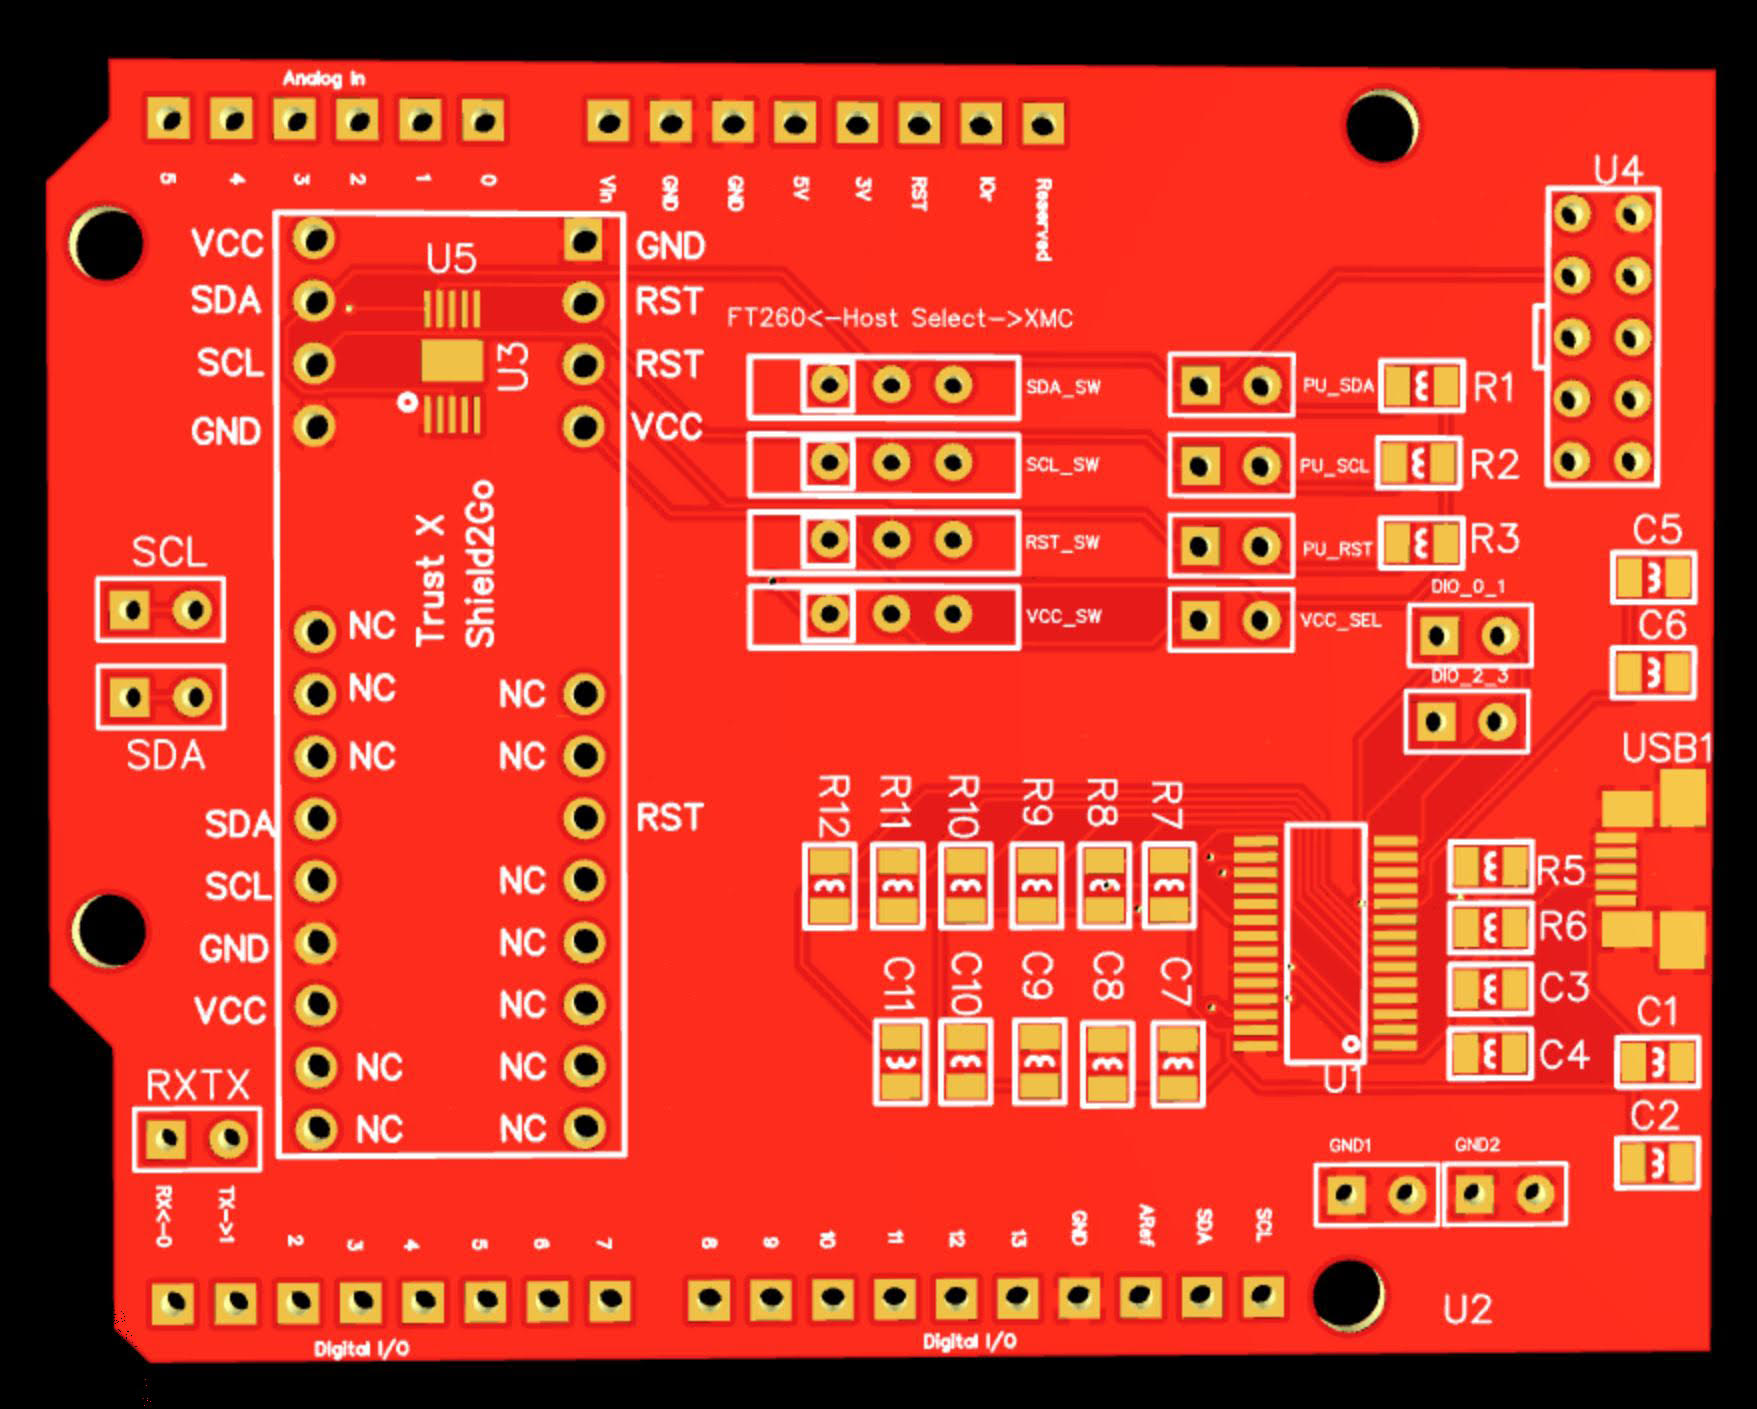 Analog In
5 4 3 2 1 0
Vin GND GND 5V 3V RST IOr Reserved
U4
VCC GND
U5
SDA RST
SCL RST
U3
GND VCC
FT260<-Host Select->XMC
SDA_SW PU_SDA R1
SCL_SW PU_SCL R2
RST_SW PU_RST R3
VCC_SW VCC_SEL
DIO_0_1
DIO_2_3
C5
C6
USB1
Trust X
Shield2Go
SCL
SDA
NC
NC NC
NC NC
SDA RST
SCL NC
GND NC
VCC NC
NC NC
NC NC
R12 R11 R10 R9 R8 R7
C11 C10 C9 C8 C7
U1
R5
R6
C3
C4
C1
C2
GND1 GND2
RXTX
RX<-0 TX->1 2 3 4 5 6 7
8 9 10 11 12 13 GND ARef SDA SCL
U2
Digital I/O
Digital I/O